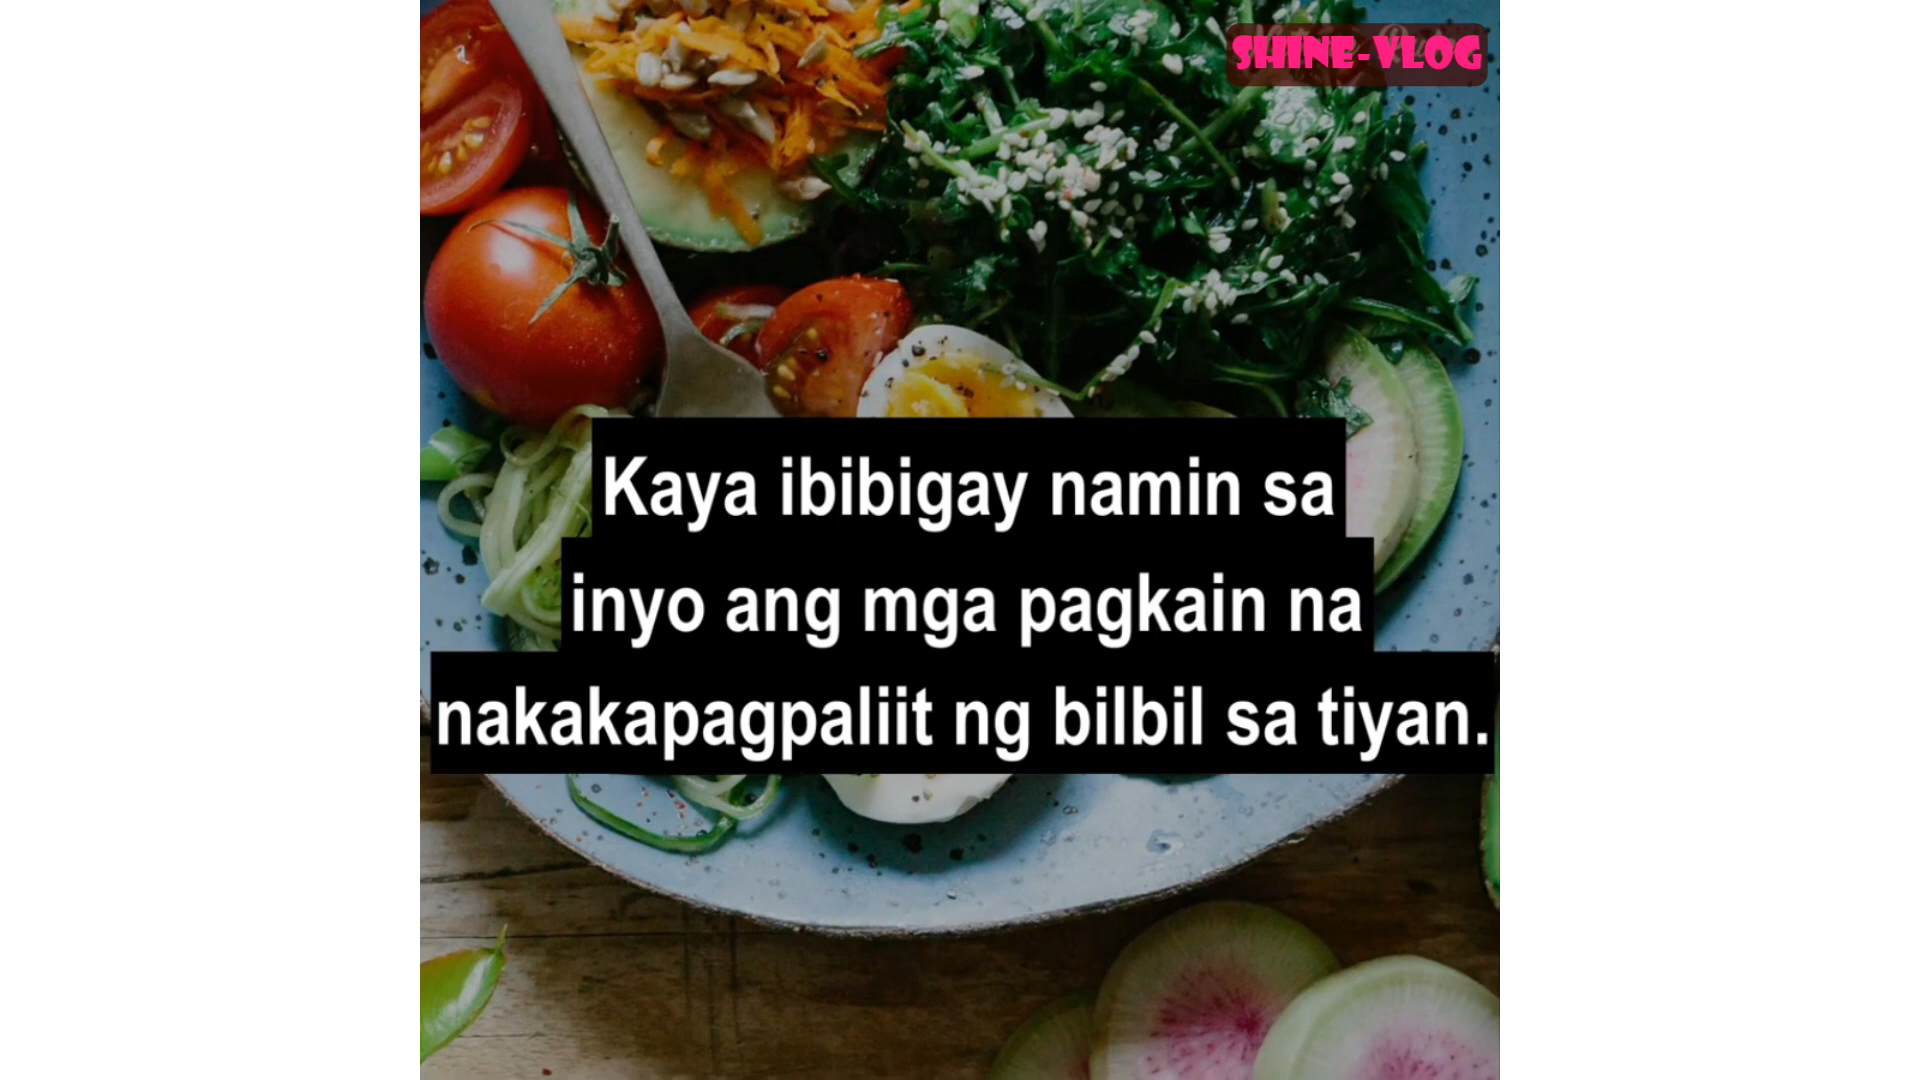 SHINE-VLOG
Kaya ibibigay namin sa
inyo ang mga pagkain na
nakakapagpaliit ng bilbil sa tiyan.